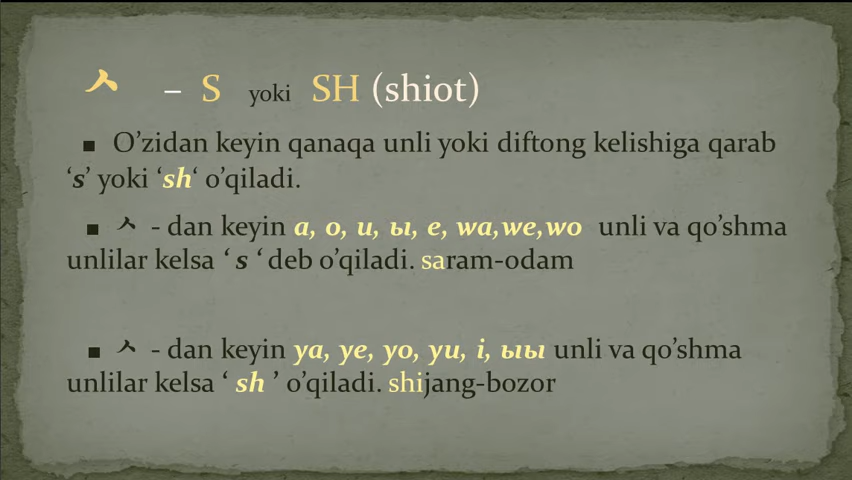 ㅅ – S yoki SH (shiot)
▪ O’zidan keyin qanaqa unli yoki diftong kelishiga qarab
‘s’ yoki ‘sh‘ o’qiladi.
▪ ㅅ - dan keyin a, o, u, ы, e, wa,we,wo unli va qo’shma
unlilar kelsa ‘ s ‘ deb o’qiladi. saram-odam
▪ ㅅ - dan keyin ya, ye, yo, yu, i, ыы unli va qo’shma
unlilar kelsa ‘ sh ’ o’qiladi. shijang-bozor